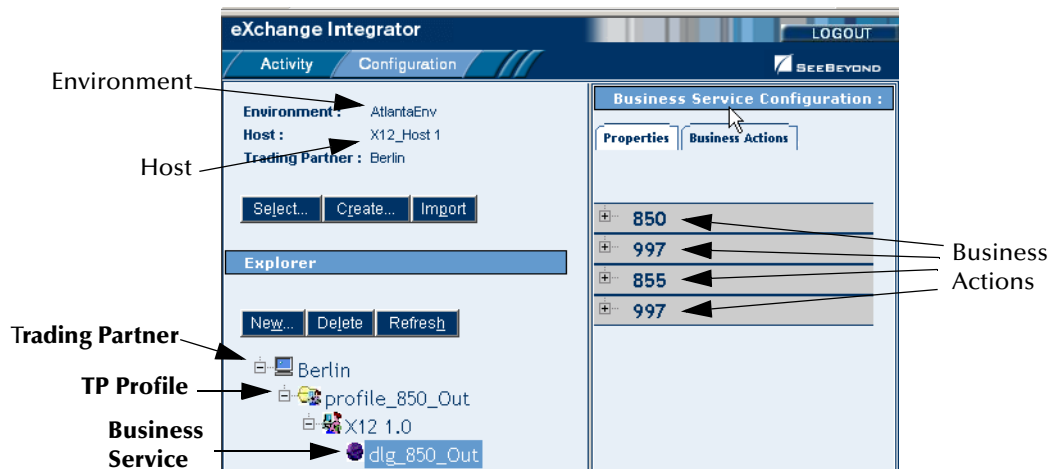 eXchange Integrator
LOGOUT
Activity
Configuration
SEEBEYOND
Environment
Environment : AtlantaEnv
Host : X12_Host 1
Trading Partner : Berlin
Host
Select... Create... Import
Explorer
New... Delete Refresh
Trading Partner
Berlin
TP Profile
profile_850_Out
X12 1.0
Business
Service
dlg_850_Out
Business Service Configuration :
Properties
Business Actions
850
997
855
997
Business
Actions